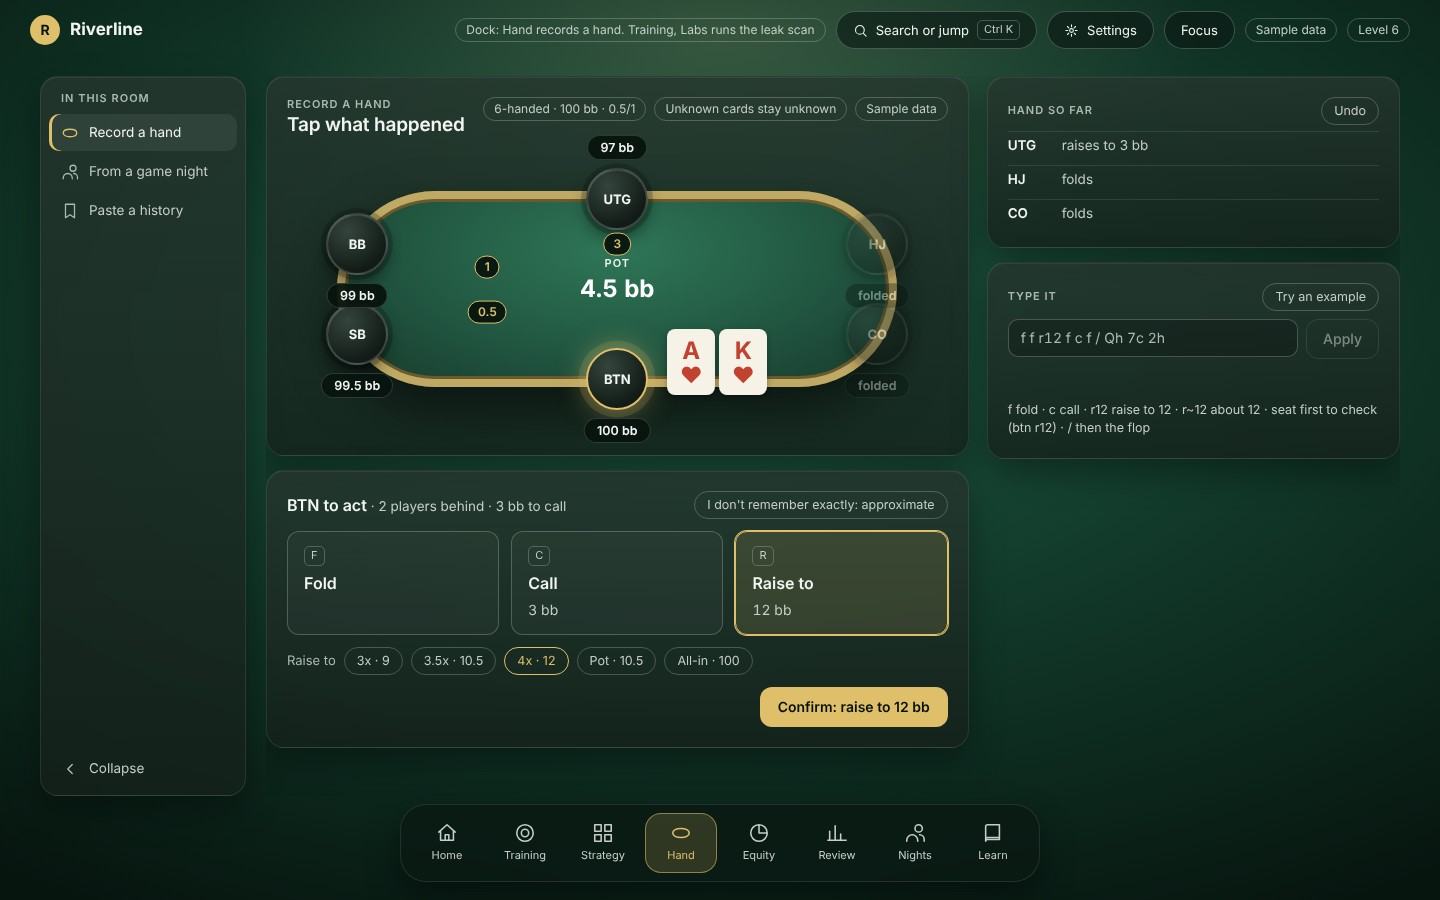 R Riverline
Dock: Hand records a hand. Training, Labs runs the leak scan
Search or jump Ctrl K
Settings
Focus
Sample data
Level 6
IN THIS ROOM
Record a hand
From a game night
Paste a history
Collapse
RECORD A HAND
Tap what happened
6-handed · 100 bb · 0.5/1
Unknown cards stay unknown
Sample data
97 bb
UTG
BB
HJ
3
1
POT
4.5 bb
99 bb
folded
0.5
SB
CO
A K
BTN
99.5 bb
folded
100 bb
BTN to act · 2 players behind · 3 bb to call
I don't remember exactly: approximate
F
Fold
C
Call
3 bb
R
Raise to
12 bb
Raise to
3x · 9
3.5x · 10.5
4x · 12
Pot · 10.5
All-in · 100
Confirm: raise to 12 bb
HAND SO FAR
Undo
UTG raises to 3 bb
HJ folds
CO folds
TYPE IT
Try an example
f f r12 f c f / Qh 7c 2h
Apply
f fold · c call · r12 raise to 12 · r~12 about 12 · seat first to check
(btn r12) · / then the flop
Home
Training
Strategy
Hand
Equity
Review
Nights
Learn